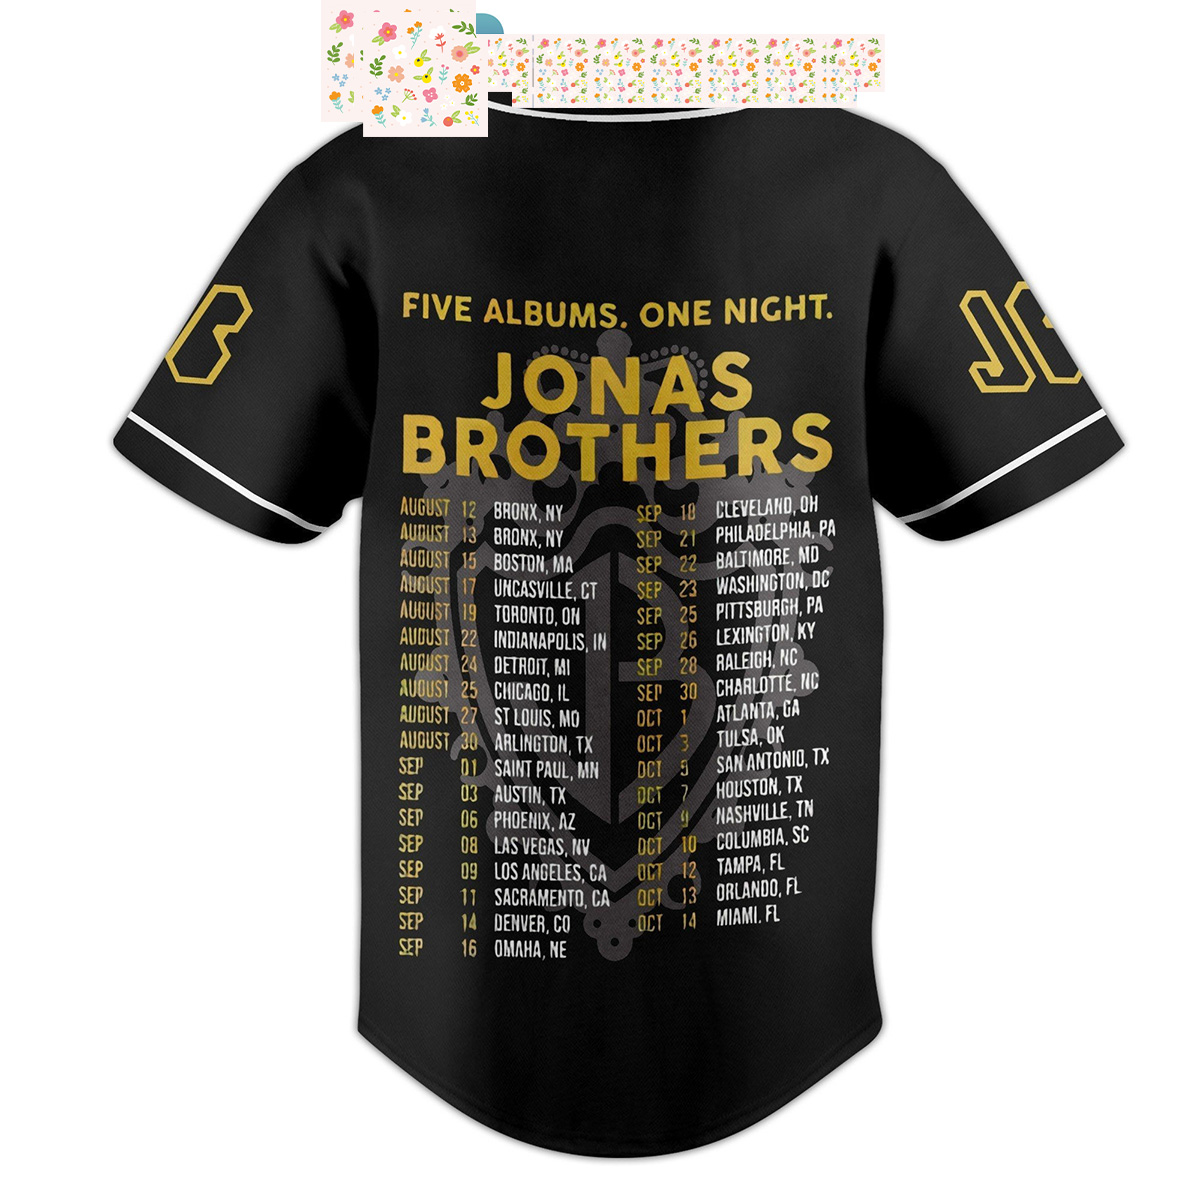 FIVE ALBUMS. ONE NIGHT.
JONAS
BROTHERS
AUGUST 12 BRONX, NY
AUGUST 13 BRONX, NY
AUGUST 15 BOSTON, MA
AUGUST 17 UNCASVILLE, CT
AUGUST 19 TORONTO, ON
AUGUST 22 INDIANAPOLIS, IN
AUGUST 24 DETROIT, MI
AUGUST 25 CHICAGO, IL
AUGUST 27 ST LOUIS, MO
AUGUST 30 ARLINGTON, TX
SEP 01 SAINT PAUL, MN
SEP 03 AUSTIN, TX
SEP 06 PHOENIX, AZ
SEP 08 LAS VEGAS, NV
SEP 09 LOS ANGELES, CA
SEP 11 SACRAMENTO, CA
SEP 14 DENVER, CO
SEP 16 OMAHA, NE
SEP 18 CLEVELAND, OH
SEP 21 PHILADELPHIA, PA
SEP 22 BALTIMORE, MD
SEP 23 WASHINGTON, DC
SEP 25 PITTSBURGH, PA
SEP 26 LEXINGTON, KY
SEP 28 RALEIGH, NC
SEP 30 CHARLOTTE, NC
OCT 1 ATLANTA, GA
OCT 3 TULSA, OK
OCT 5 SAN ANTONIO, TX
OCT 7 HOUSTON, TX
OCT 9 NASHVILLE, TN
OCT 10 COLUMBIA, SC
OCT 12 TAMPA, FL
OCT 13 ORLANDO, FL
OCT 14 MIAMI, FL
B
JB